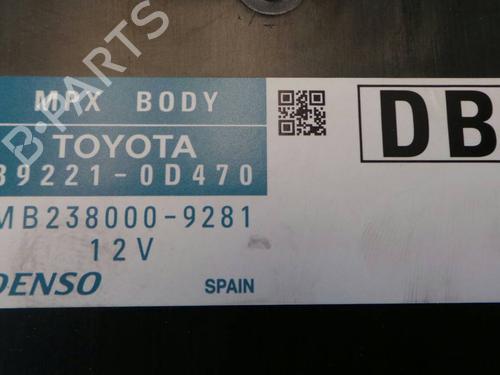 MPX BODY
TOYOTA
89221-0D470
MB238000-9281
12V
DENSO
SPAIN
DB
B-PARTS